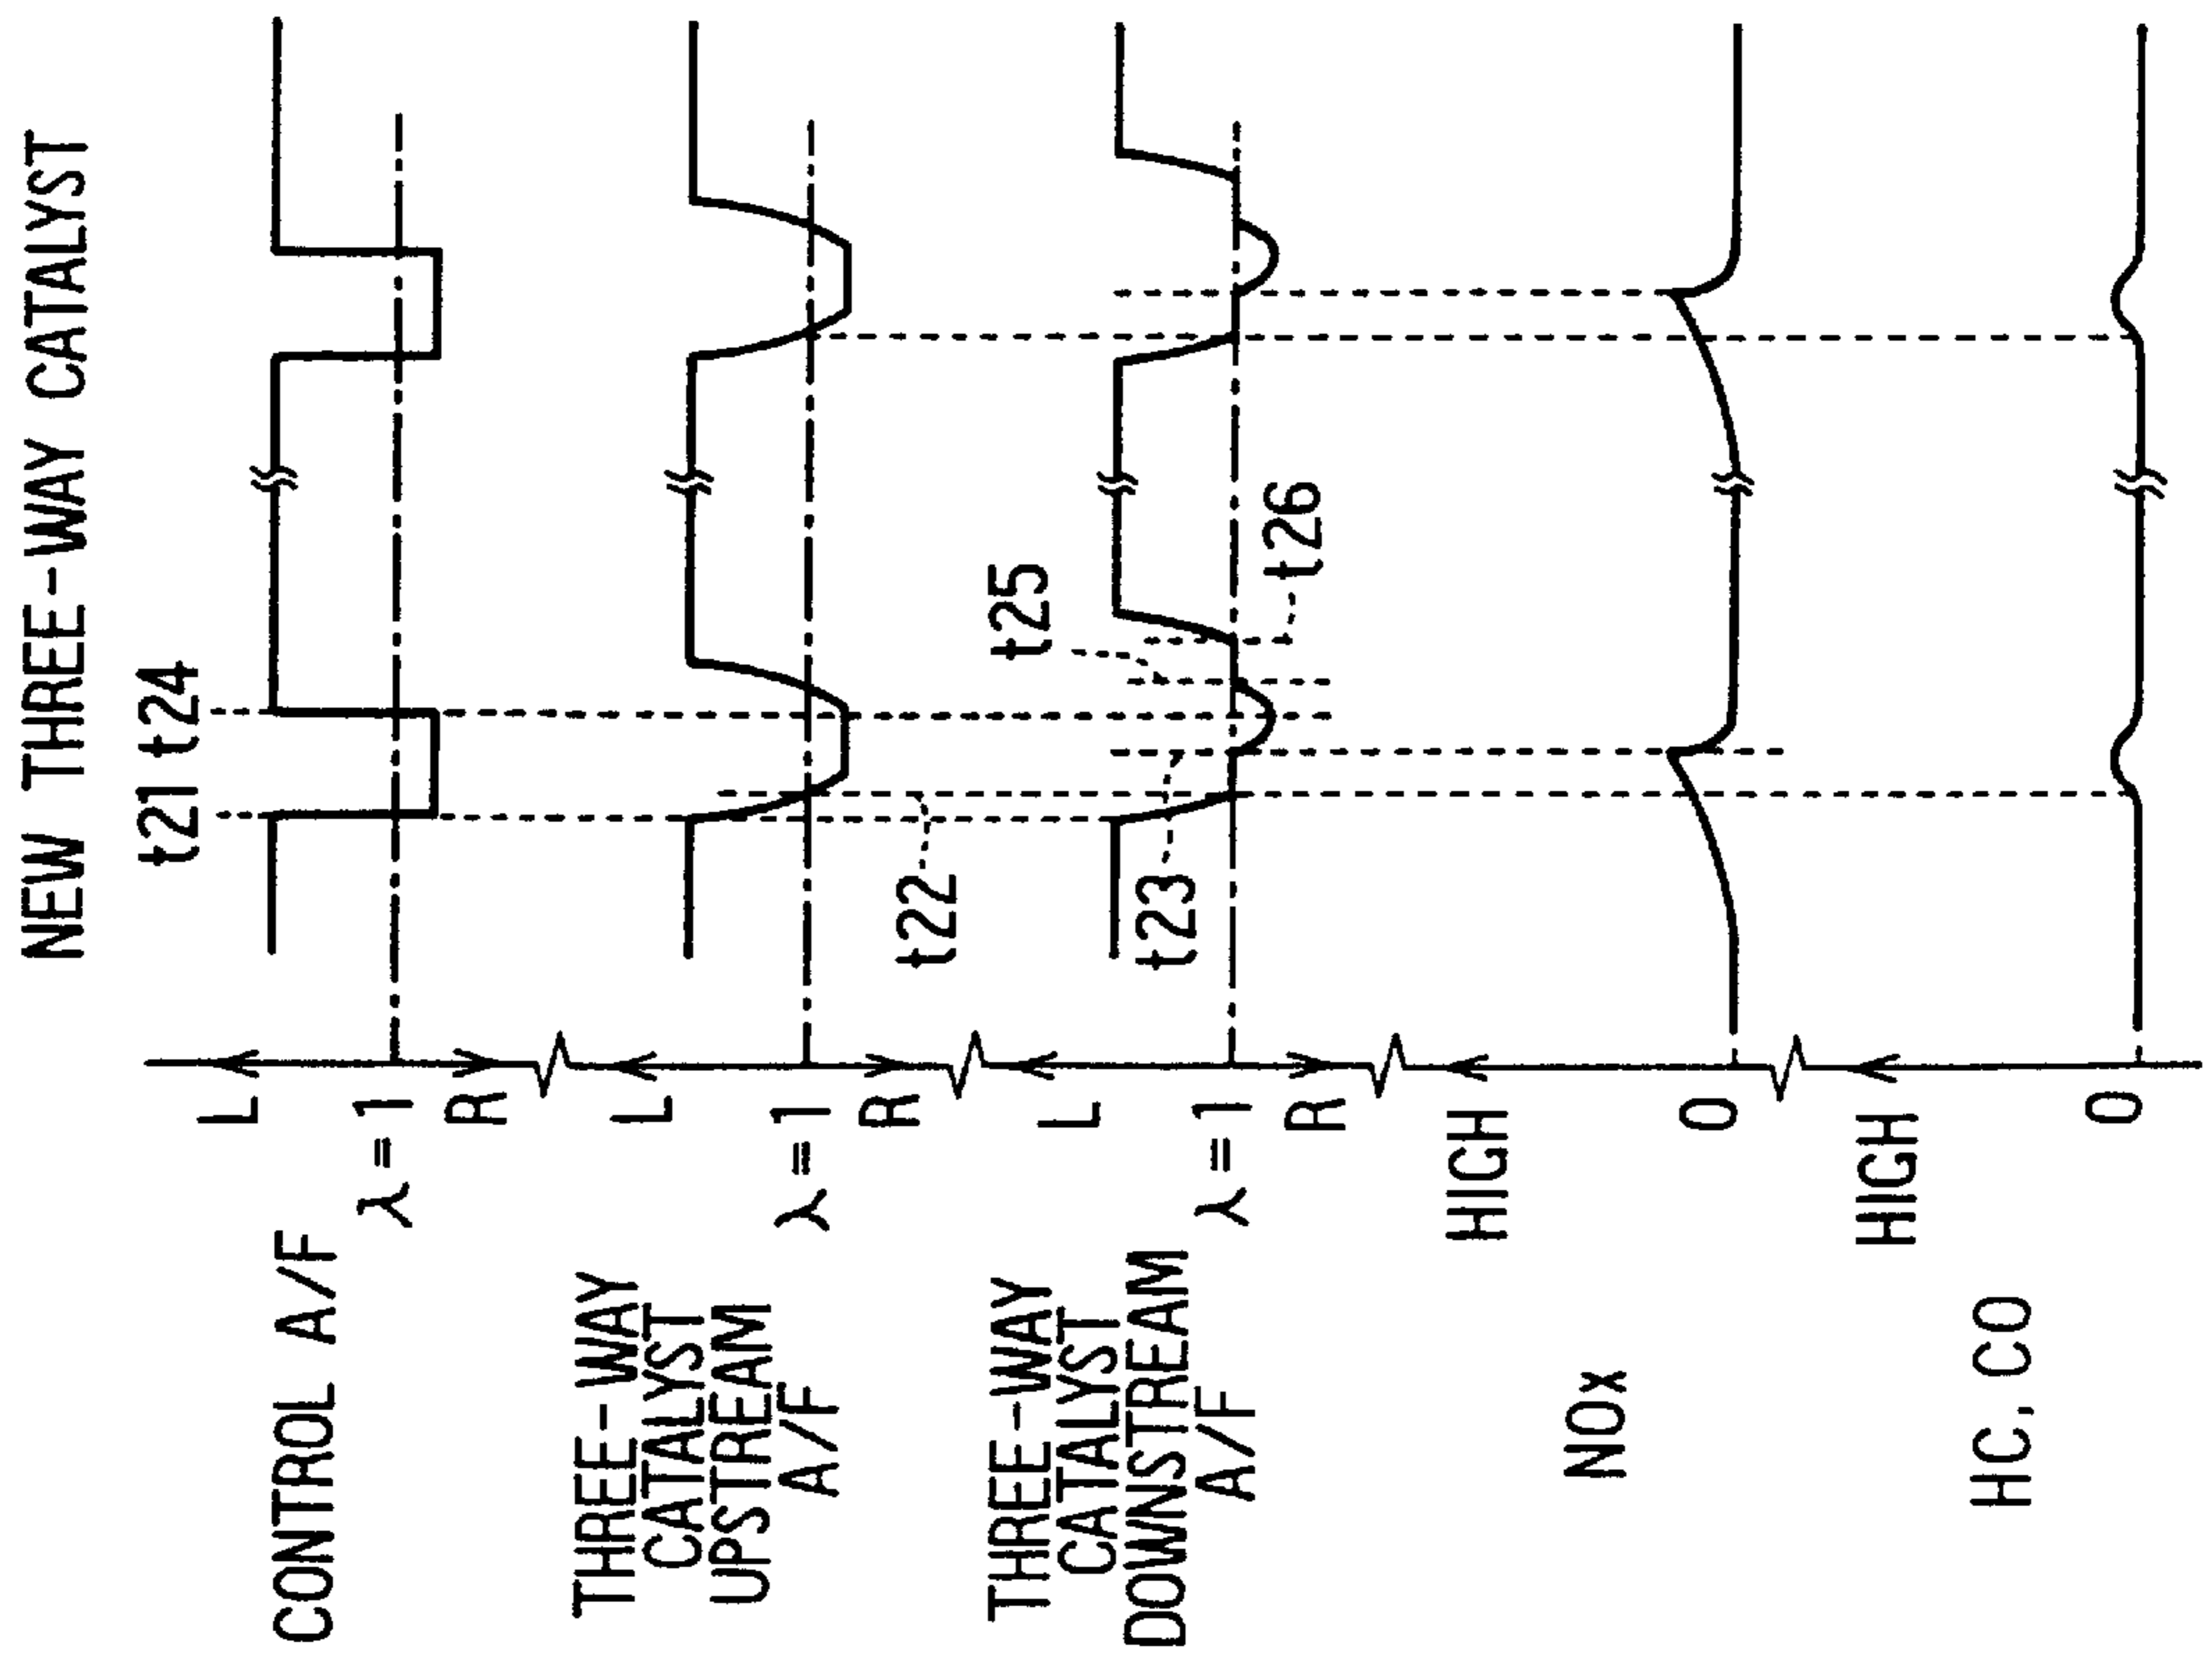 NEW THREE-WAY CATALYST
t21 t24
CONTROL A/F
L
λ=1
R
THREE-WAY
CATALYST
UPSTREAM
A/F
L
λ=1
R
t22
THREE-WAY
CATALYST
DOWNSTREAM
A/F
L
λ=1
R
t23
t25
t26
NOx
HIGH
0
HC, CO
HIGH
0